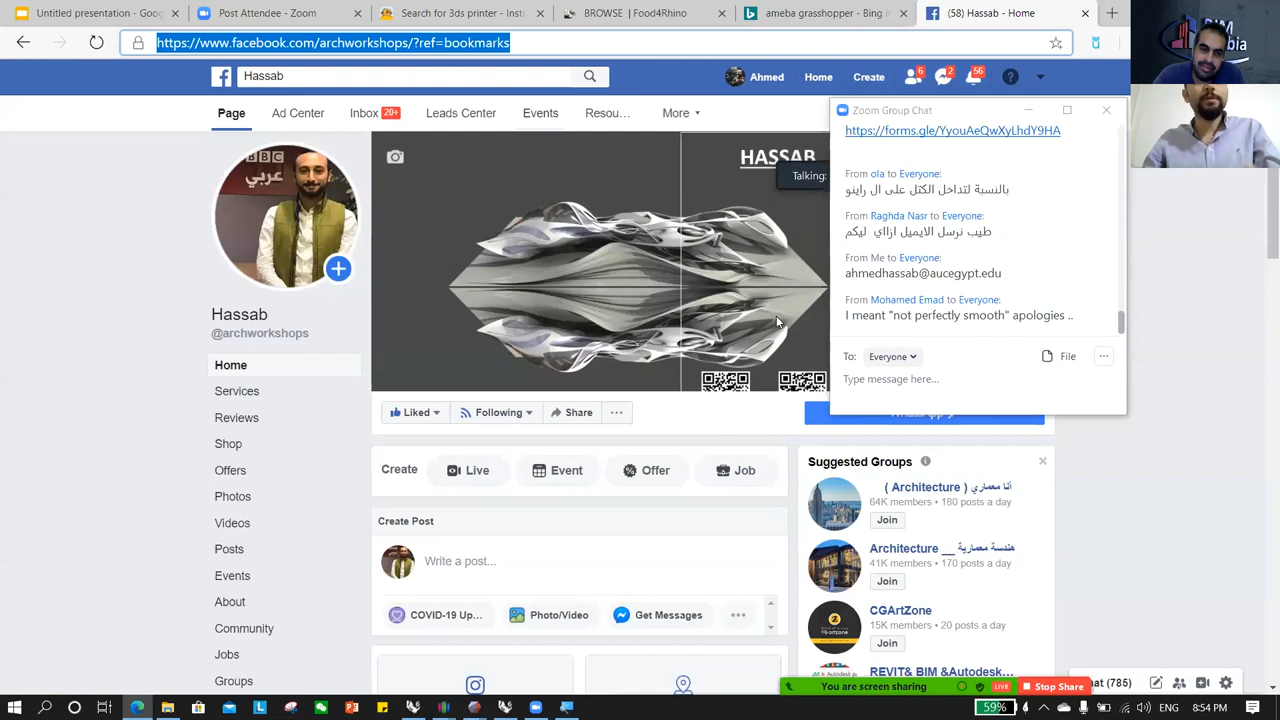 Untitled presentation - G
Post Attendee - Zoom
Search for 3ds printer - Instr
BROWSE | Food4Rhino
ameba grasshopper - Bing i
(58) Hassab - Home
https://www.facebook.com/archworkshops/?ref=bookmarks
Hassab
Ahmed
Home
Create
6
2
56
Page
Ad Center
Inbox 20+
Leads Center
Events
Resou...
More
Zoom Group Chat
https://forms.gle/YyouAeQwXyLhdY9HA
From ola to Everyone:
بالنسبة لتداخل الكتل على ال راينو
From Raghda Nasr to Everyone:
طيب نرسل الايميل ازااي ليكم
From Me to Everyone:
ahmedhassab@aucegypt.edu
From Mohamed Emad to Everyone:
I meant "not perfectly smooth" apologies ..
To: Everyone
File
Type message here...
BBC
عربي
HASSAB
Talking:
Hassab
@archworkshops
Home
Services
Reviews
Shop
Offers
Photos
Videos
Posts
Events
About
Community
Jobs
Groups
Liked
Following
Share
Create
Live
Event
Offer
Job
Create Post
Write a post...
COVID-19 Up...
Photo/Video
Get Messages
Suggested Groups
أنا معماري ( Architecture )
64K members • 180 posts a day
Join
Architecture __ هندسة معمارية
41K members • 170 posts a day
Join
CGArtZone
15K members • 20 posts a day
Join
REVIT& BIM &Autodesk...
(785)
You are screen sharing
LIVE
Stop Share
59%
ENG
8:54 PM